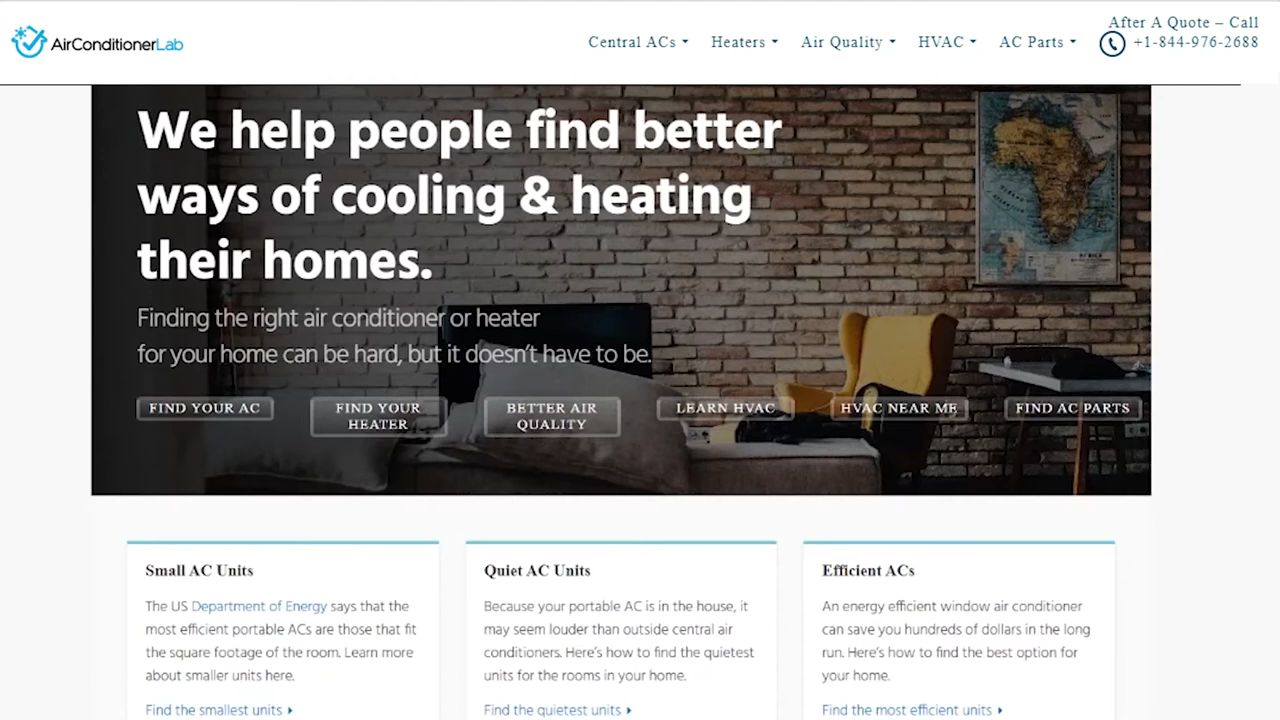 After A Quote – Call
AirConditionerLab
Central ACs
Heaters
Air Quality
HVAC
AC Parts
+1-844-976-2688
We help people find better
ways of cooling & heating
their homes.
Finding the right air conditioner or heater
for your home can be hard, but it doesn't have to be.
FIND YOUR AC
FIND YOUR
HEATER
BETTER AIR
QUALITY
LEARN HVAC
HVAC NEAR ME
FIND AC PARTS
Small AC Units
The US Department of Energy says that the
most efficient portable ACs are those that fit
the square footage of the room. Learn more
about smaller units here.
Find the smallest units
Quiet AC Units
Because your portable AC is in the house, it
may seem louder than outside central air
conditioners. Here's how to find the quietest
units for the rooms in your home.
Find the quietest units
Efficient ACs
An energy efficient window air conditioner
can save you hundreds of dollars in the long
run. Here's how to find the best option for
your home.
Find the most efficient units